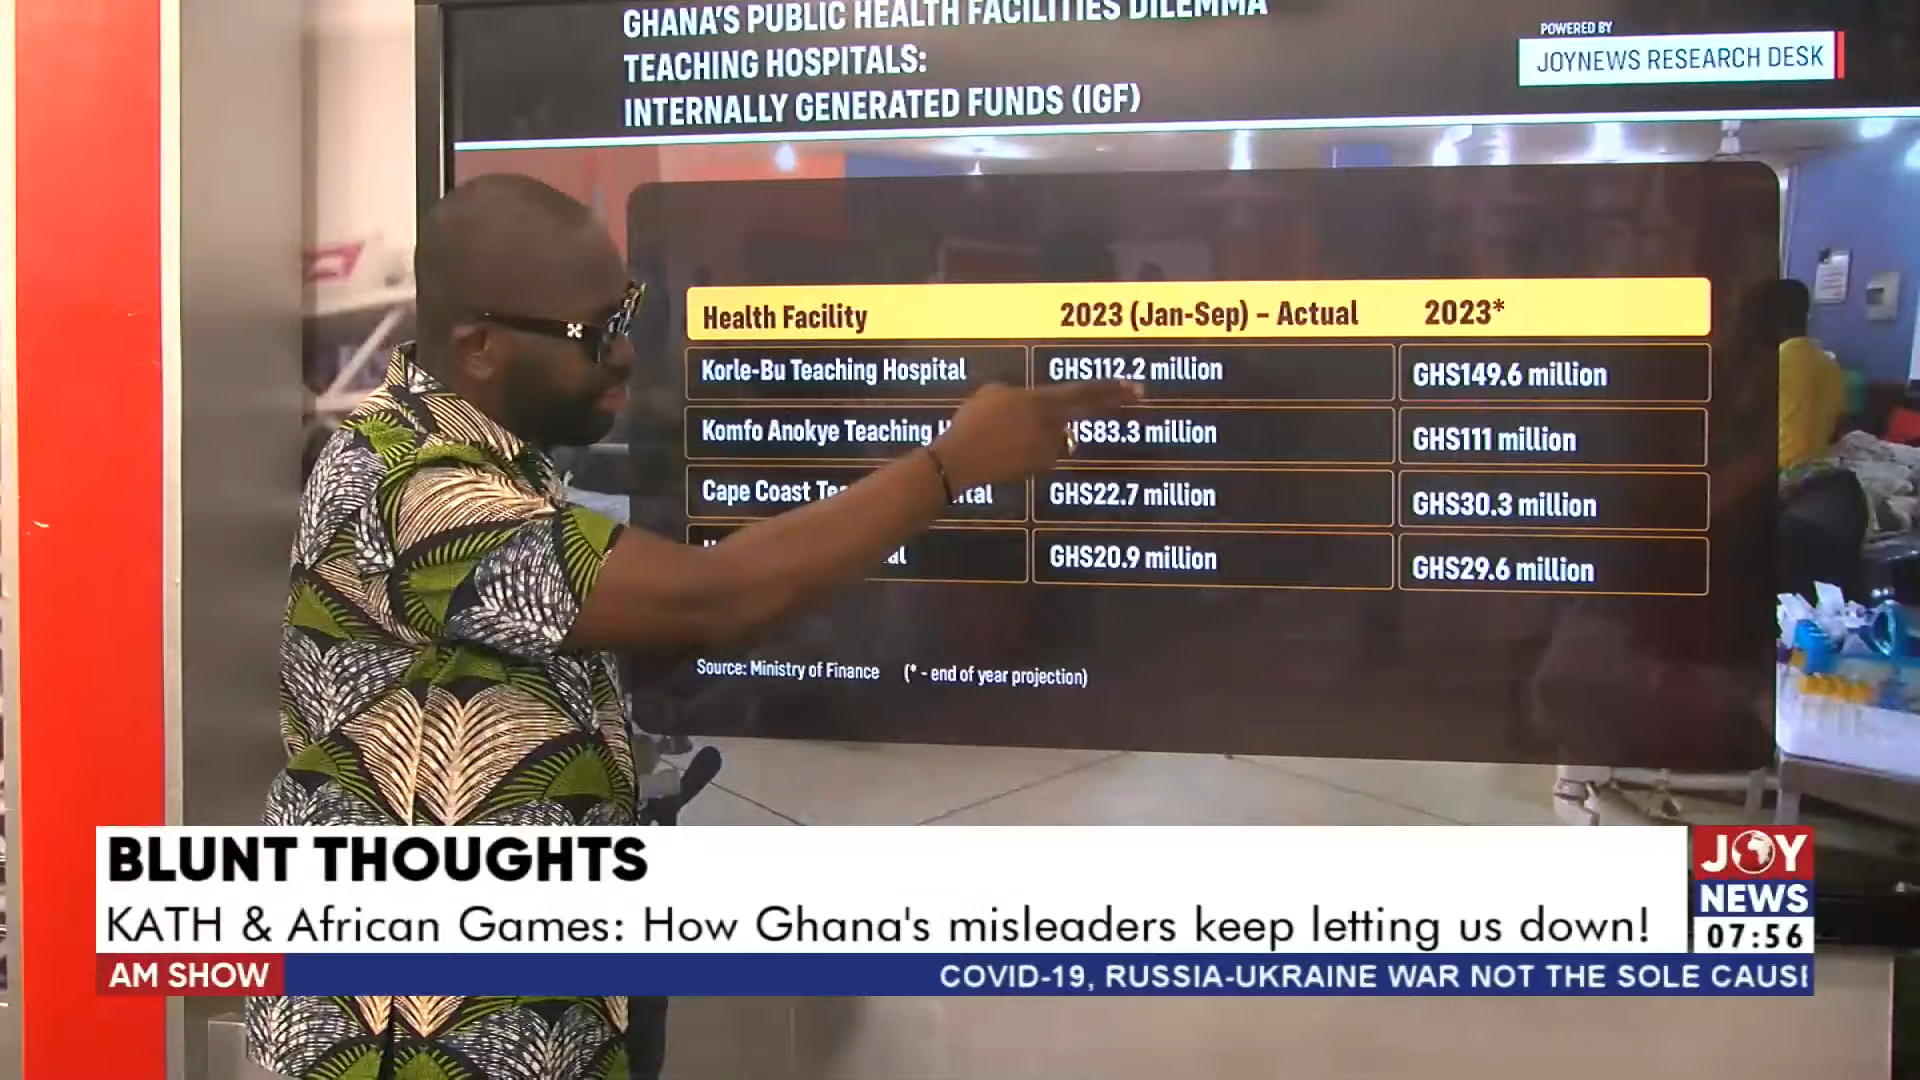 GHANA'S PUBLIC HEALTH FACILITIES DILEMMA
TEACHING HOSPITALS:
INTERNALLY GENERATED FUNDS (IGF)
POWERED BY
JOYNEWS RESEARCH DESK
Health Facility 2023 (Jan-Sep) – Actual 2023*
Korle-Bu Teaching Hospital GHS112.2 million GHS149.6 million
Komfo Anokye Teaching 83.3 million GHS111 million
Cape Coast GHS22.7 million GHS30.3 million
GHS20.9 million GHS29.6 million
Source: Ministry of Finance (* - end of year projection)
BLUNT THOUGHTS
KATH & African Games: How Ghana's misleaders keep letting us down!
JOY
NEWS
07:56
AM SHOW
COVID-19, RUSSIA-UKRAINE WAR NOT THE SOLE CAUS